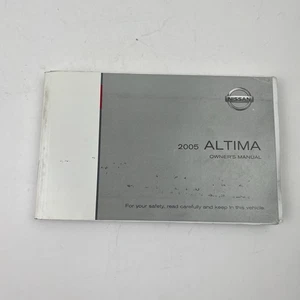 NISSAN
2005 ALTIMA
OWNER'S MANUAL
For your safety, read carefully and keep in this vehicle.